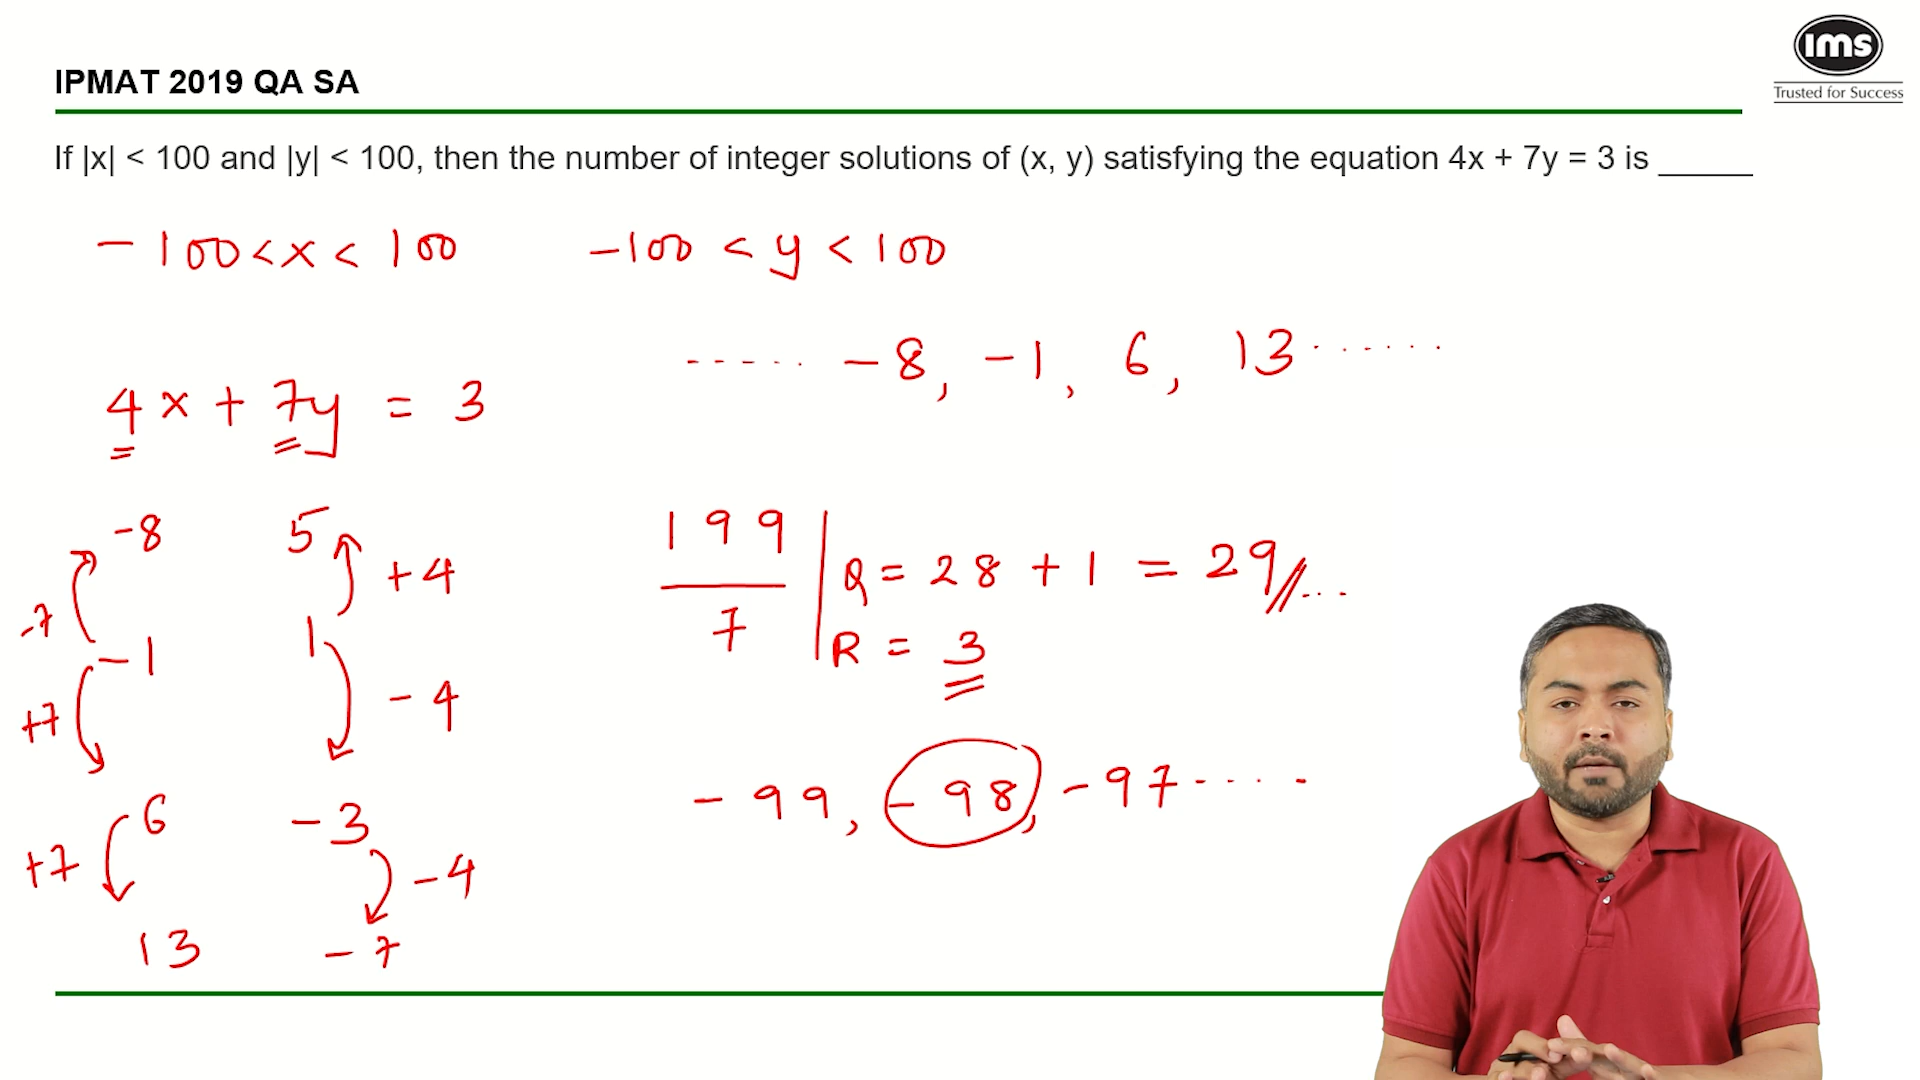 ims
Trusted for Success
IPMAT 2019 QA SA
If |x| < 100 and |y| < 100, then the number of integer solutions of (x, y) satisfying the equation 4x + 7y = 3 is ______
-100 < x < 100
-100 < y < 100
..... -8, -1, 6, 13 ......
4x + 7y = 3
-8 5
-7 +4
-1 1
+7 -4
6 -3
+7 -4
13 -7
199
7
Q = 28 + 1 = 29//...
R = 3
-99, -98, -97 ....